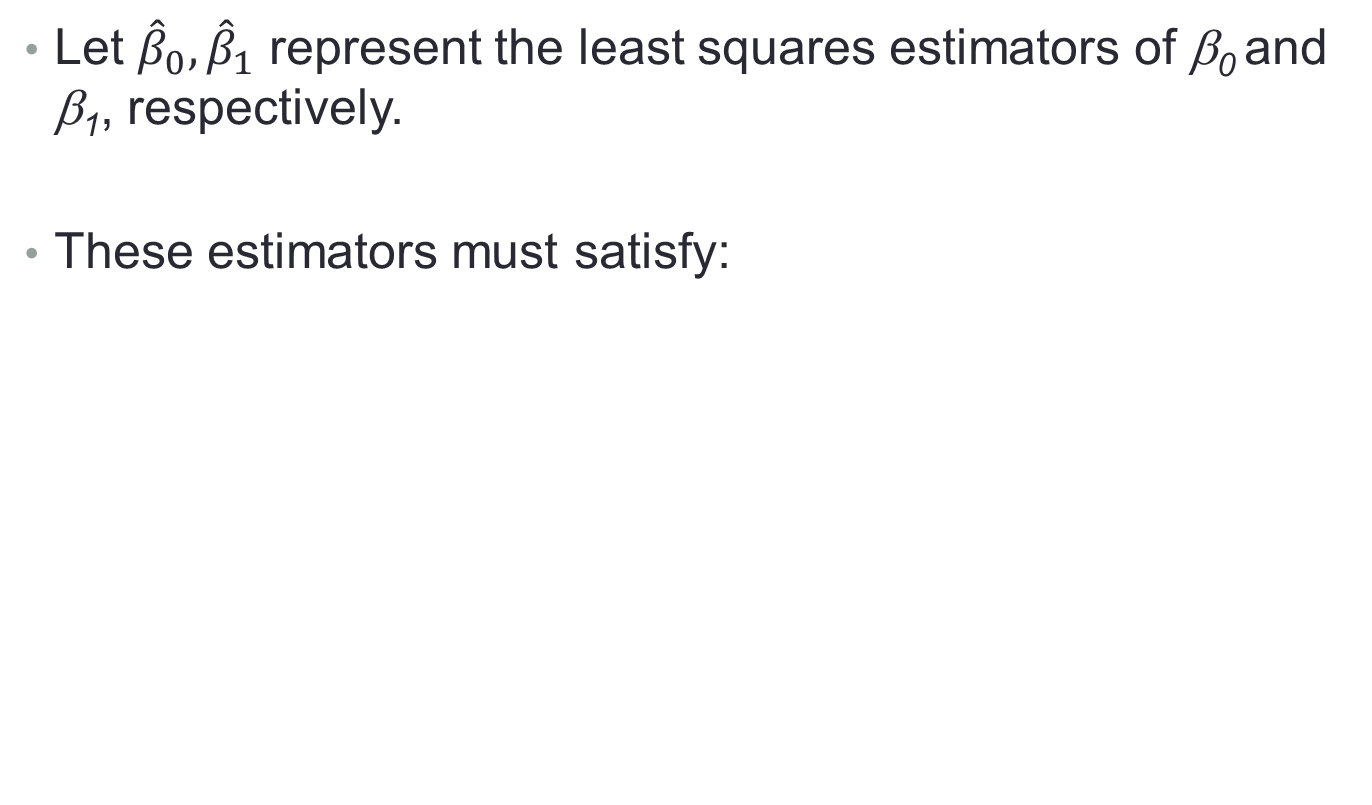 • Let β̂₀, β̂₁ represent the least squares estimators of β₀ and
β₁, respectively.
• These estimators must satisfy: